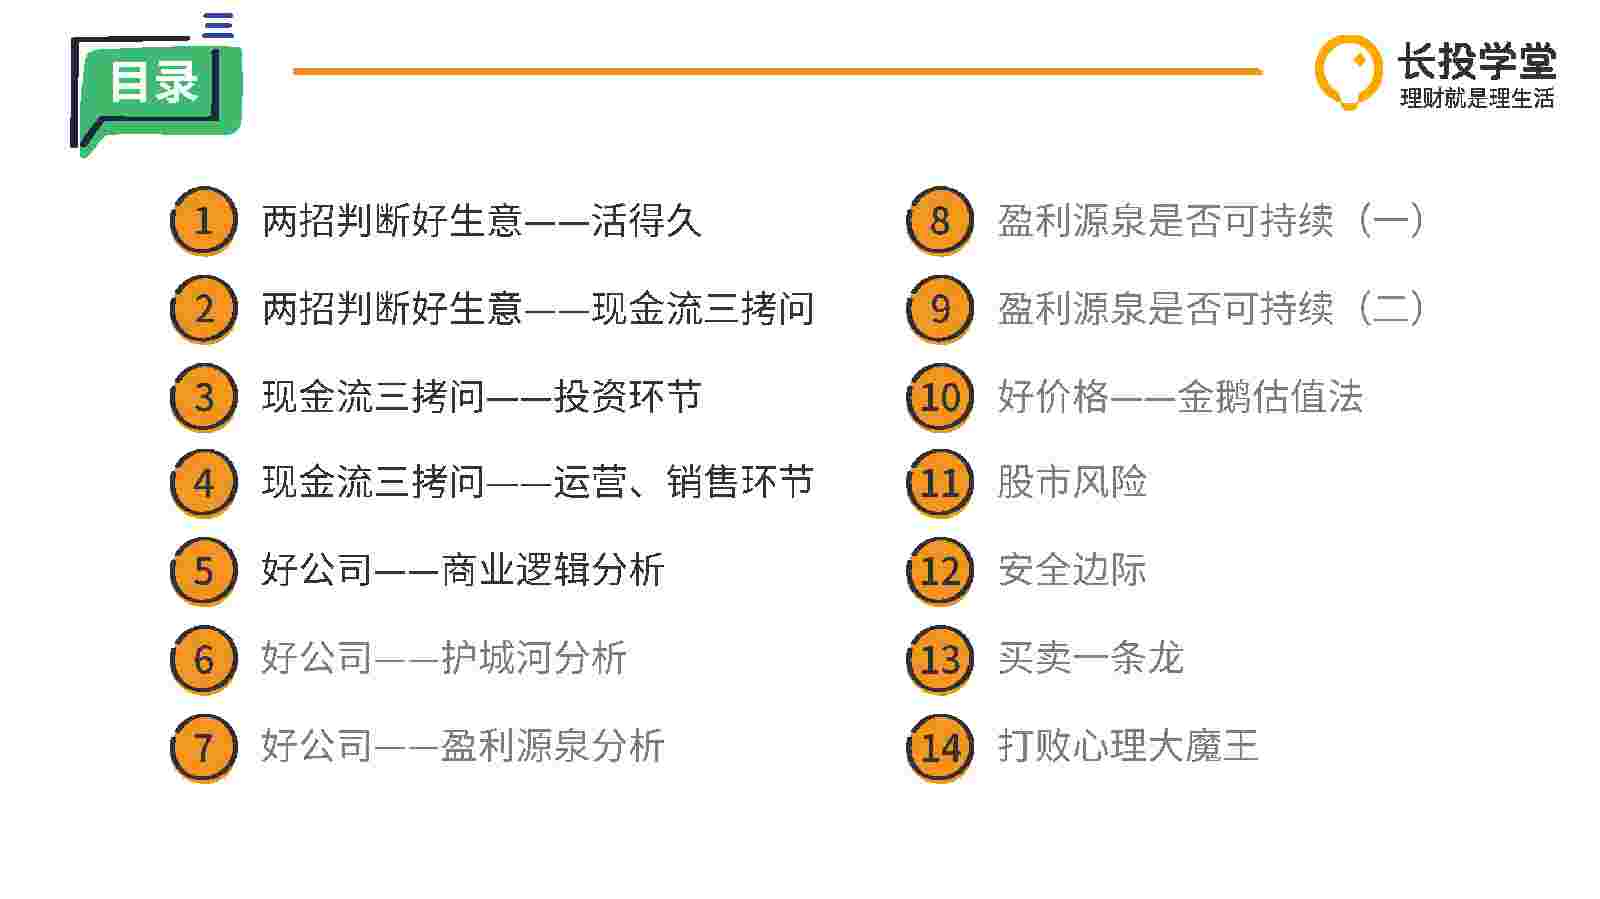 目录
长投学堂
理财就是理生活
1 两招判断好生意——活得久
2 两招判断好生意——现金流三拷问
3 现金流三拷问——投资环节
4 现金流三拷问——运营、销售环节
5 好公司——商业逻辑分析
6 好公司——护城河分析
7 好公司——盈利源泉分析
8 盈利源泉是否可持续（一）
9 盈利源泉是否可持续（二）
10 好价格——金鹅估值法
11 股市风险
12 安全边际
13 买卖一条龙
14 打败心理大魔王